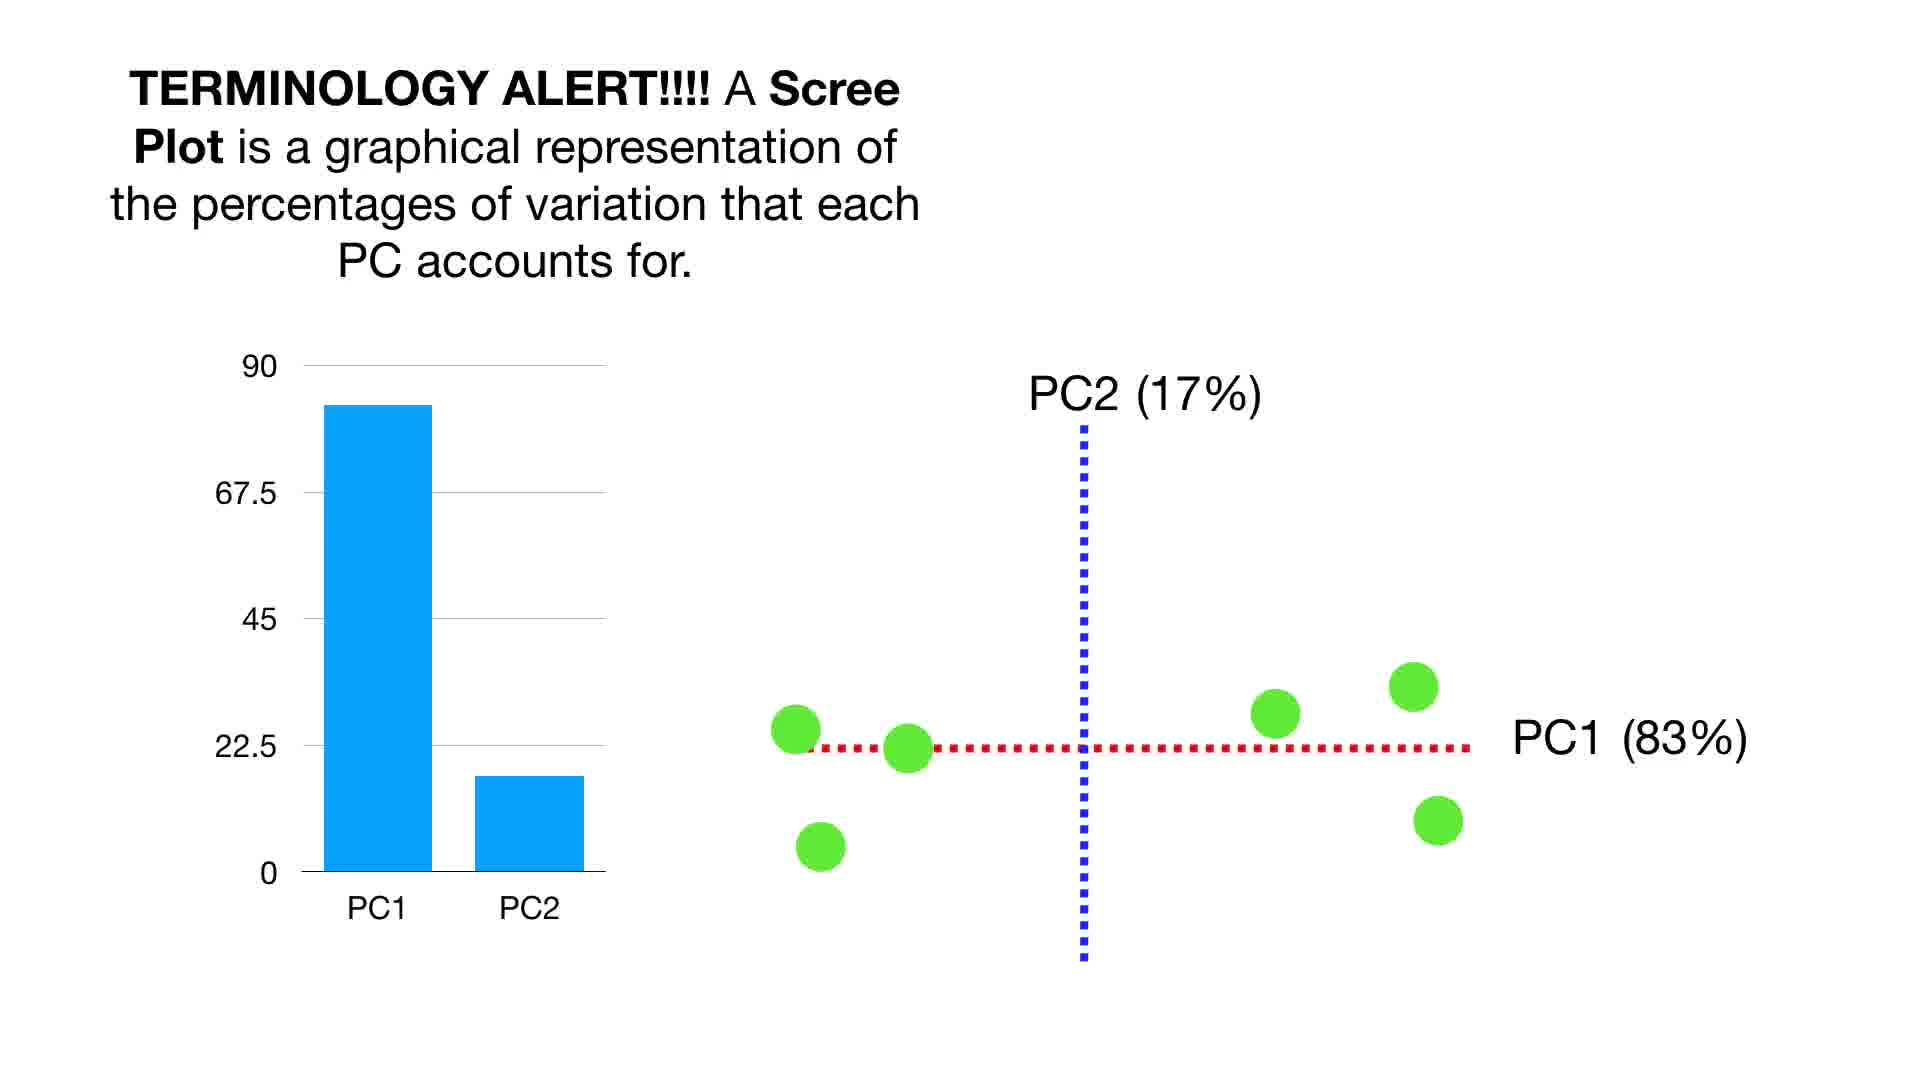 TERMINOLOGY ALERT!!!! A Scree
Plot is a graphical representation of
the percentages of variation that each
PC accounts for.
90
67.5
45
22.5
0
PC1
PC2
PC2 (17%)
PC1 (83%)